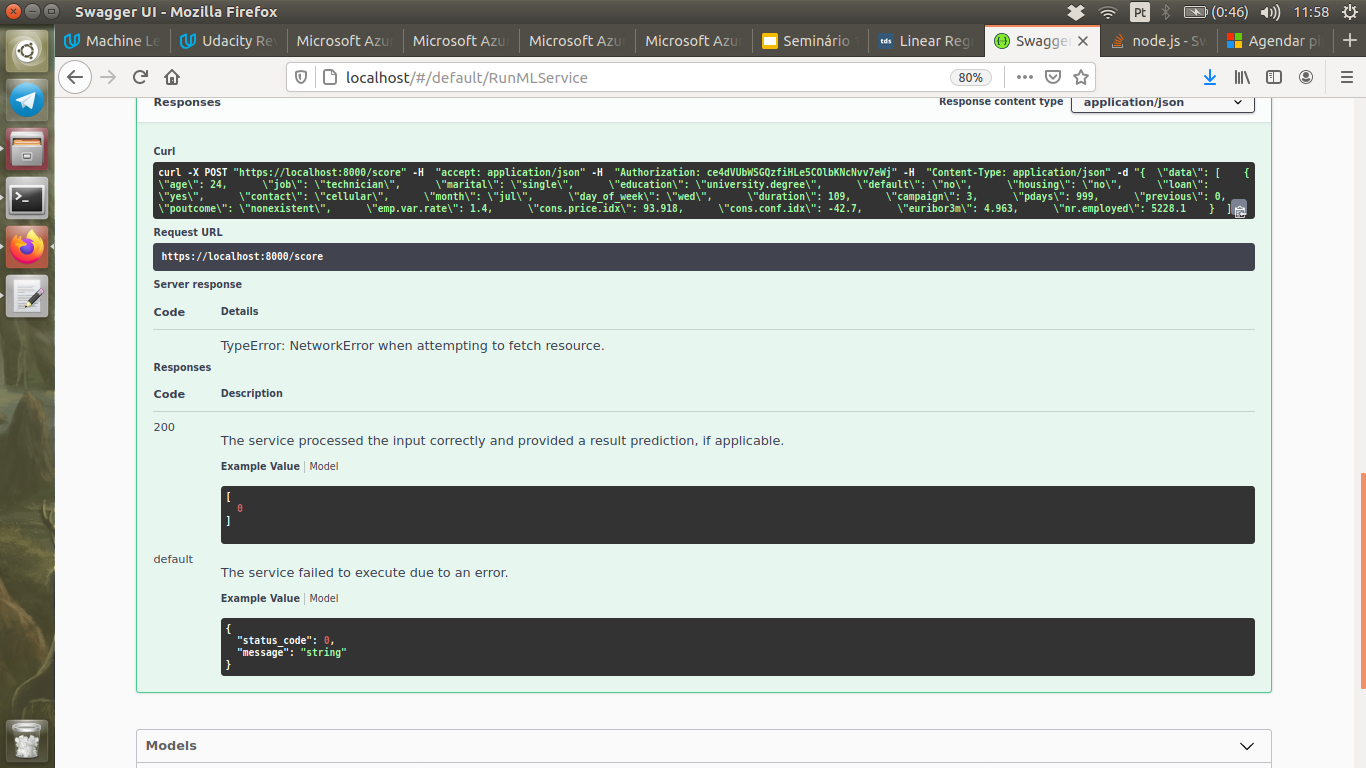 Swagger UI - Mozilla Firefox
Pt
(0:46)
11:58
Machine Le
Udacity Re
Microsoft Azu
Microsoft Azu
Microsoft Azu
Microsoft Azu
Seminário
tds
Linear Reg
Swagge
node.js - S
Agendar pi
localhost/#/default/RunMLService
80%
Responses
Response content type
application/json
Curl
curl -X POST "https://localhost:8000/score" -H "accept: application/json" -H "Authorization: ce4dVUbWSGQzfiHLe5COlbKNcNvv7eWj" -H "Content-Type: application/json" -d "{ \"data\": [ {
\"age\": 24, \"job\": \"technician\", \"marital\": \"single\", \"education\": \"university.degree\", \"default\": \"no\", \"housing\": \"no\", \"loan\":
\"yes\", \"contact\": \"cellular\", \"month\": \"jul\", \"day_of_week\": \"wed\", \"duration\": 109, \"campaign\": 3, \"pdays\": 999, \"previous\": 0,
\"poutcome\": \"nonexistent\", \"emp.var.rate\": 1.4, \"cons.price.idx\": 93.918, \"cons.conf.idx\": -42.7, \"euribor3m\": 4.963, \"nr.employed\": 5228.1 } ]
Request URL
https://localhost:8000/score
Server response
Code
Details
TypeError: NetworkError when attempting to fetch resource.
Responses
Code
Description
200
The service processed the input correctly and provided a result prediction, if applicable.
Example Value | Model
[
0
]
default
The service failed to execute due to an error.
Example Value | Model
{
"status_code": 0,
"message": "string"
}
Models